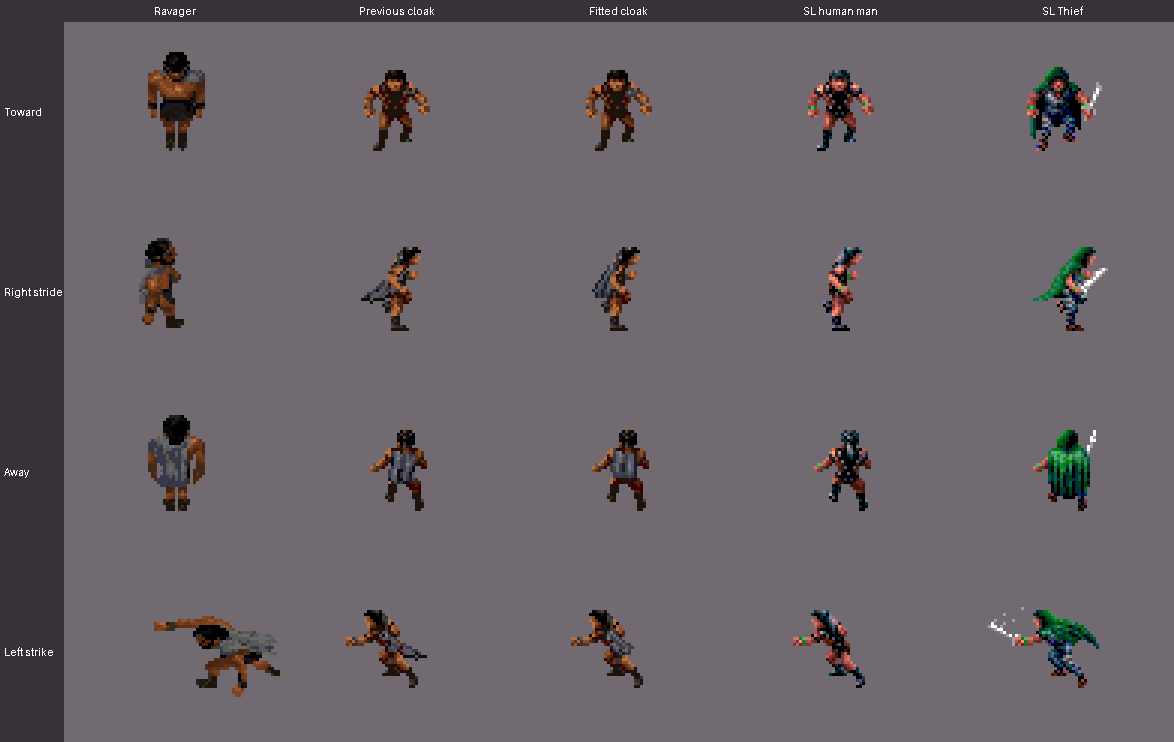 Ravager Previous cloak Fitted cloak SL human man SL Thief
Toward
Right stride
Away
Left strike